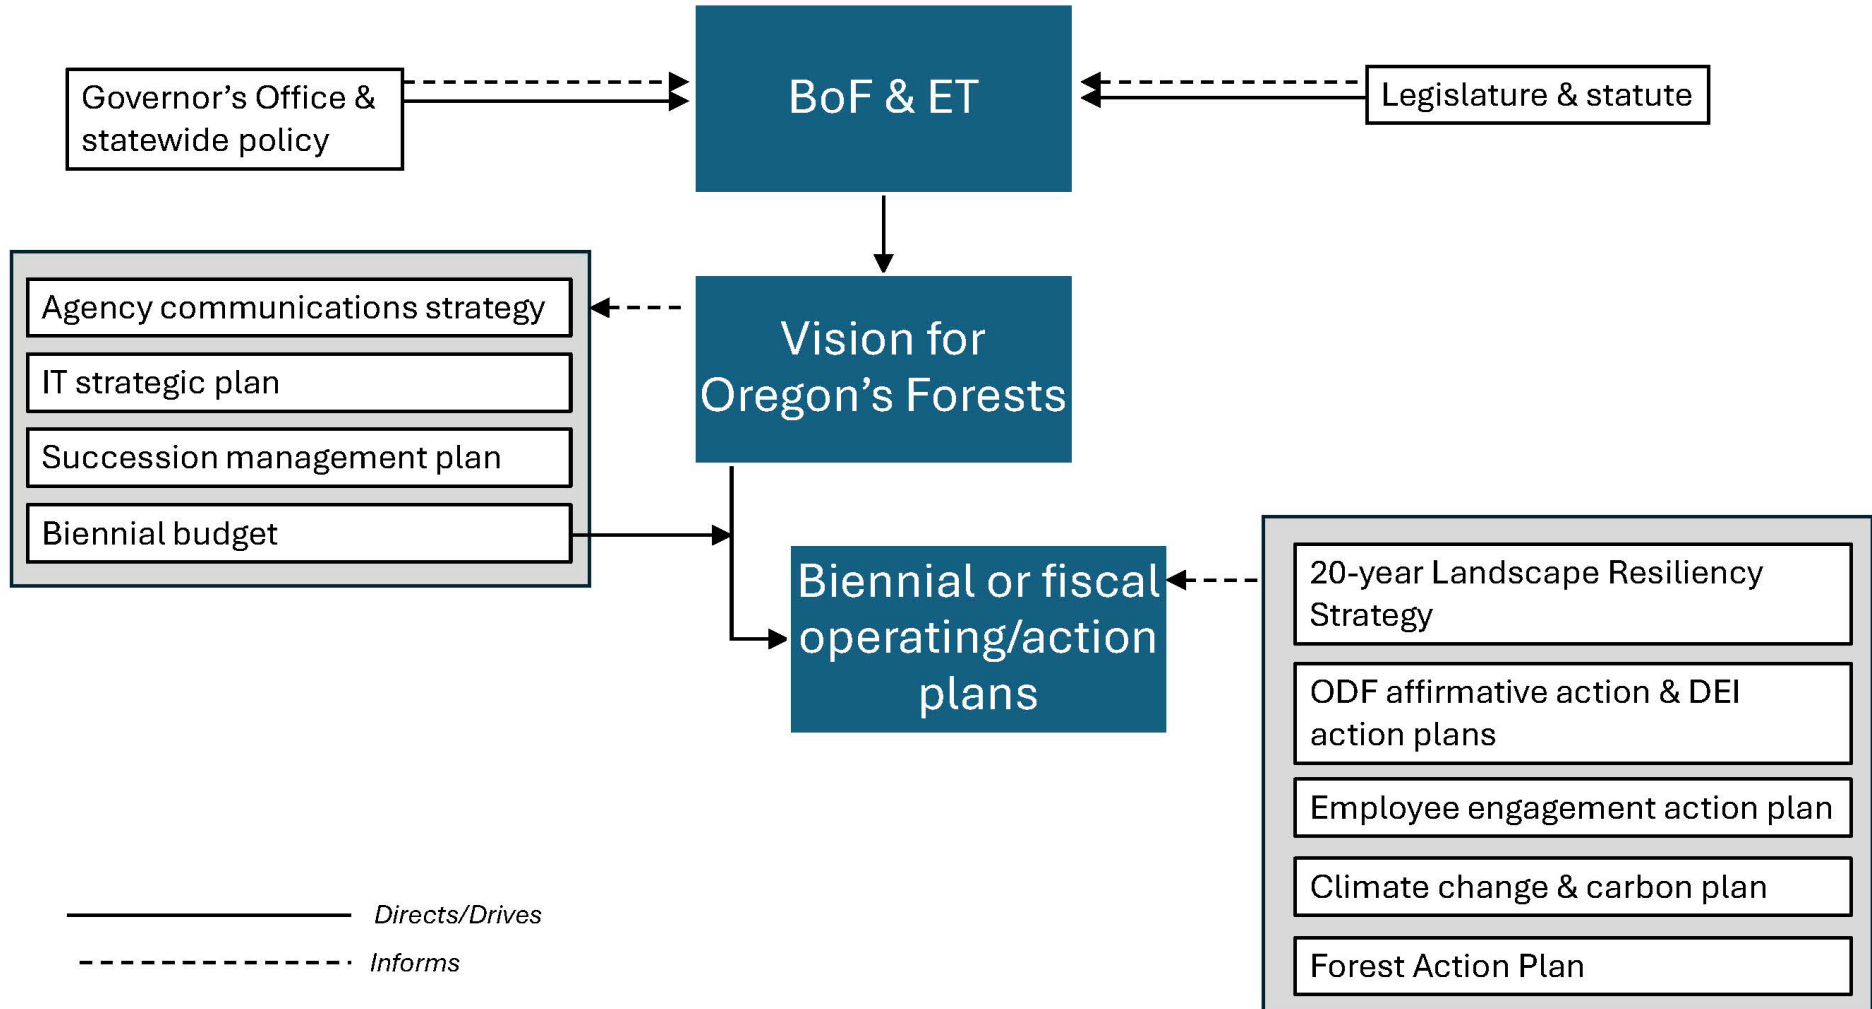 Governor’s Office &
statewide policy
BoF & ET
Legislature & statute
Agency communications strategy
IT strategic plan
Succession management plan
Biennial budget
Vision for
Oregon’s Forests
Biennial or fiscal
operating/action
plans
20-year Landscape Resiliency
Strategy
ODF affirmative action & DEI
action plans
Employee engagement action plan
Climate change & carbon plan
Forest Action Plan
Directs/Drives
Informs